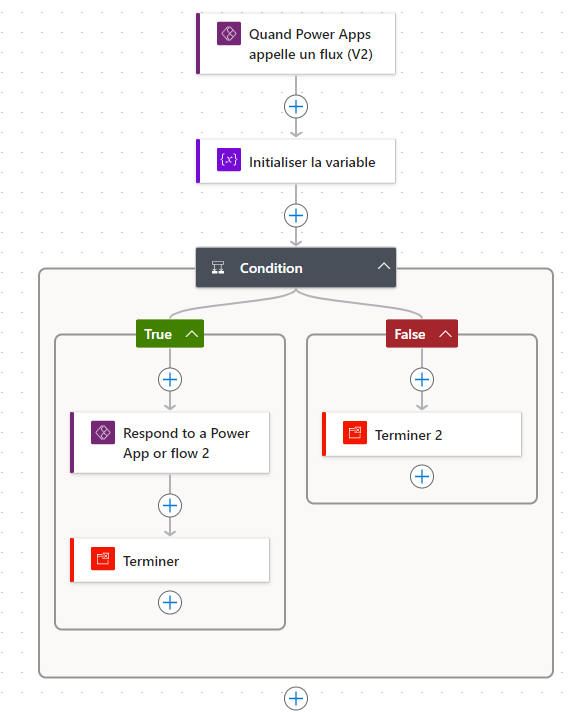 Quand Power Apps
appelle un flux (V2)
{x}
Initialiser la variable
Condition
True
False
Respond to a Power
App or flow 2
Terminer 2
Terminer